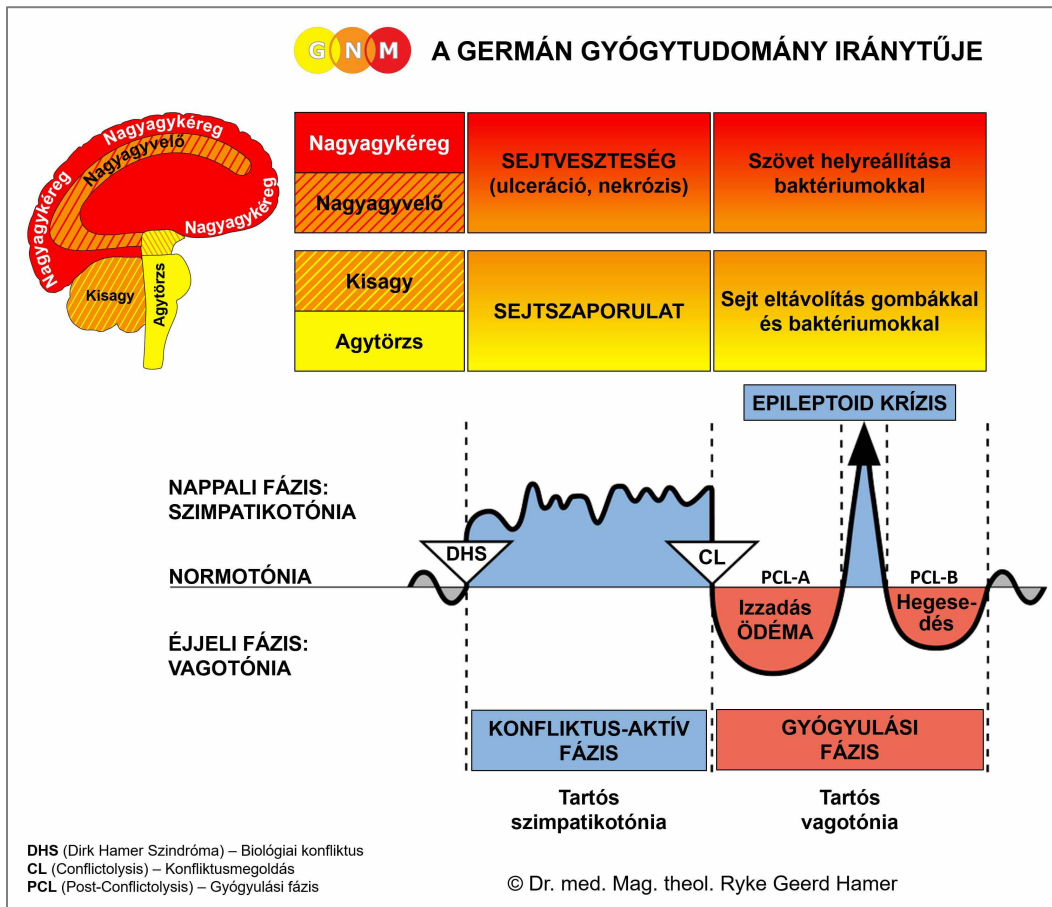 GNM A GERMÁN GYÓGYTUDOMÁNY IRÁNYTŰJE
Nagyagykéreg
Nagyagykéreg
Nagyagykéreg
Nagyagyvelő
Kisagy
Agytörzs
Nagyagykéreg
Nagyagyvelő
SEJTVESZTESÉG
(ulceráció, nekrózis)
Szövet helyreállítása
baktériumokkal
Kisagy
Agytörzs
SEJTSZAPORULAT
Sejt eltávolítás gombákkal
és baktériumokkal
EPILEPTOID KRÍZIS
NAPPALI FÁZIS:
SZIMPATIKOTÓNIA
DHS
CL
NORMOTÓNIA
PCL-A
PCL-B
Izzadás
ÖDÉMA
Hegese-
dés
ÉJJELI FÁZIS:
VAGOTÓNIA
KONFLIKTUS-AKTÍV
FÁZIS
GYÓGYULÁSI
FÁZIS
Tartós
szimpatikotónia
Tartós
vagotónia
DHS (Dirk Hamer Szindróma) – Biológiai konfliktus
CL (Conflictolysis) – Konfliktusmegoldás
PCL (Post-Conflictolysis) – Gyógyulási fázis
© Dr. med. Mag. theol. Ryke Geerd Hamer